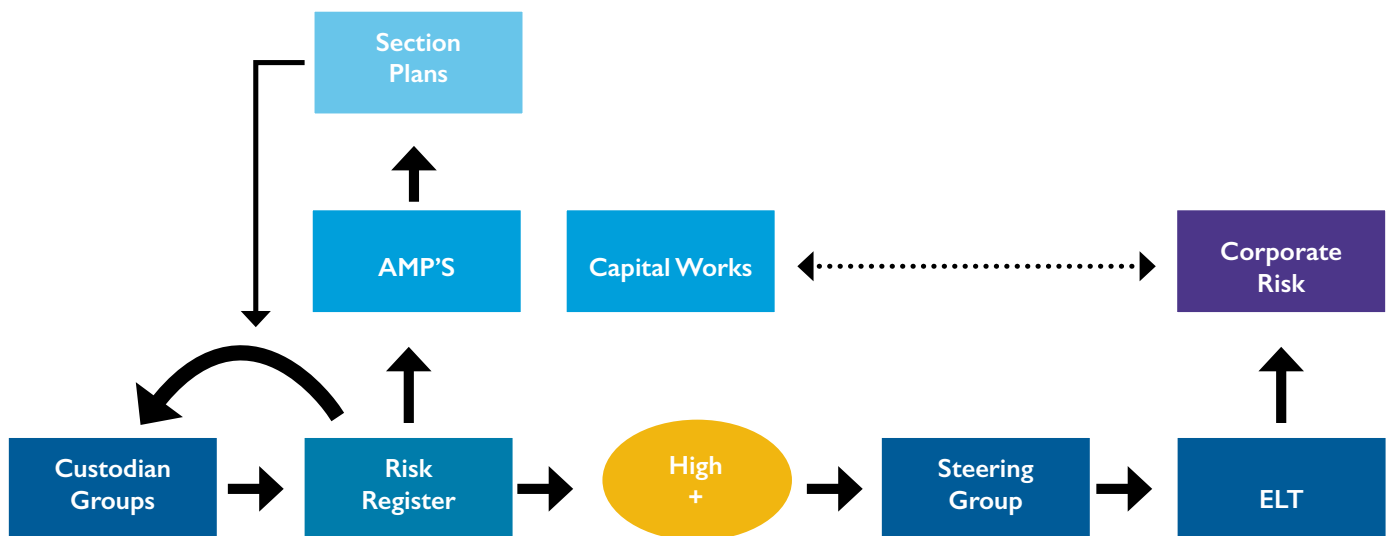 Section
Plans
AMP'S
Capital Works
Corporate
Risk
Custodian
Groups
Risk
Register
High
+
Steering
Group
ELT